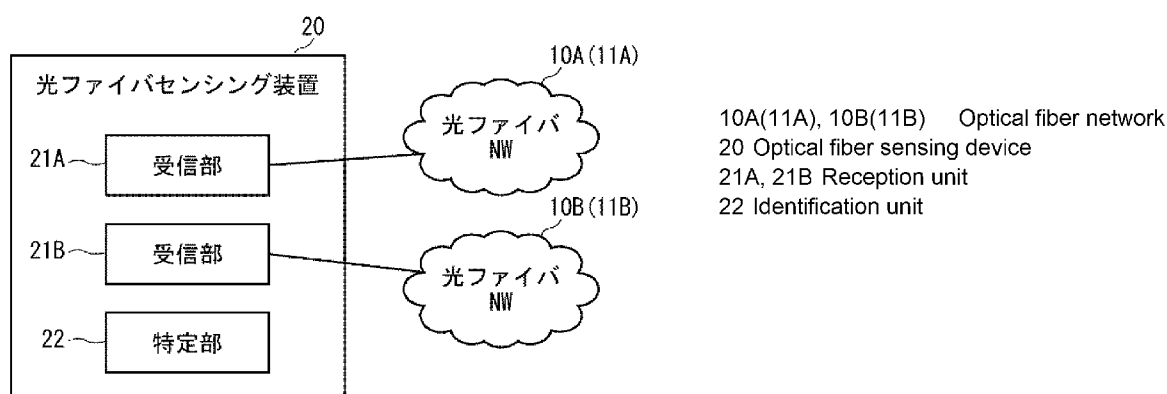 20
光ファイバセンシング装置
21A
受信部
21B
受信部
22
特定部
10A(11A)
光ファイバ
NW
10B(11B)
光ファイバ
NW
10A(11A), 10B(11B) Optical fiber network
20 Optical fiber sensing device
21A, 21B Reception unit
22 Identification unit